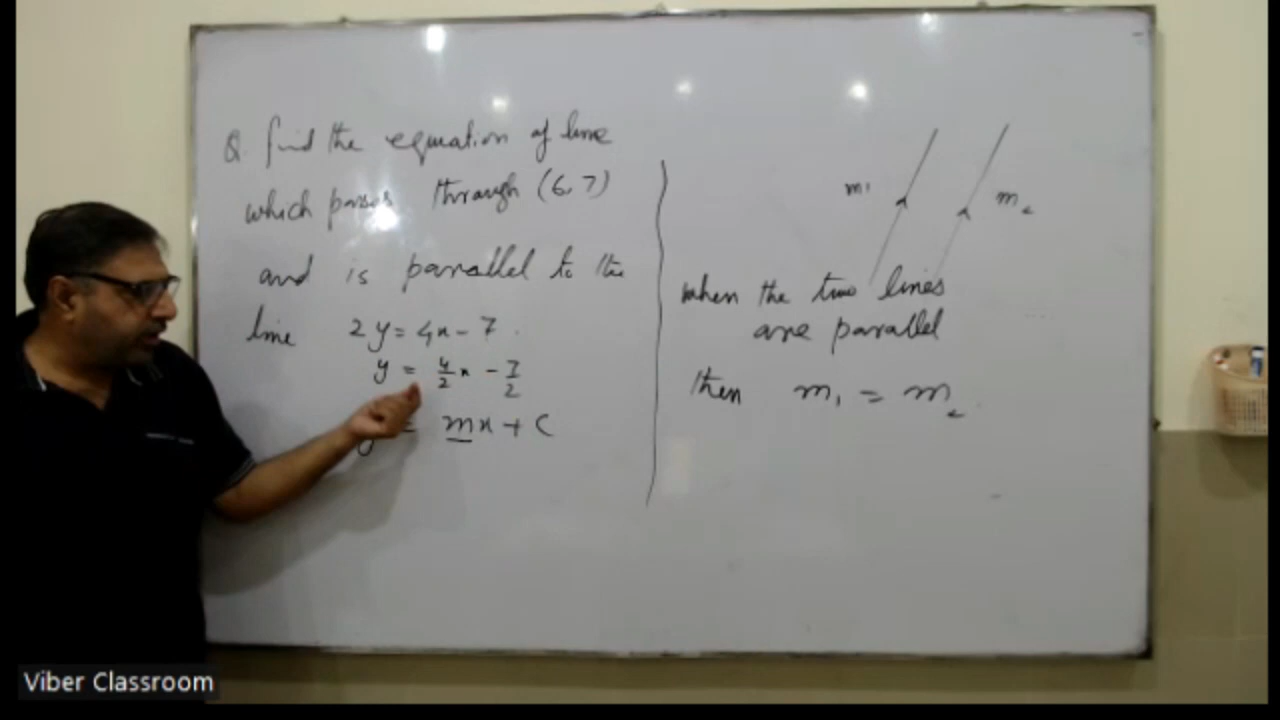 Q. find the equation of line
which passes through (6,7)
and is parallel to the
line 2y = 4x - 7.
y = 4/2 x - 7/2
y = mx + c
m1
m2
when the two lines
are parallel
then m1 = m2
Viber Classroom